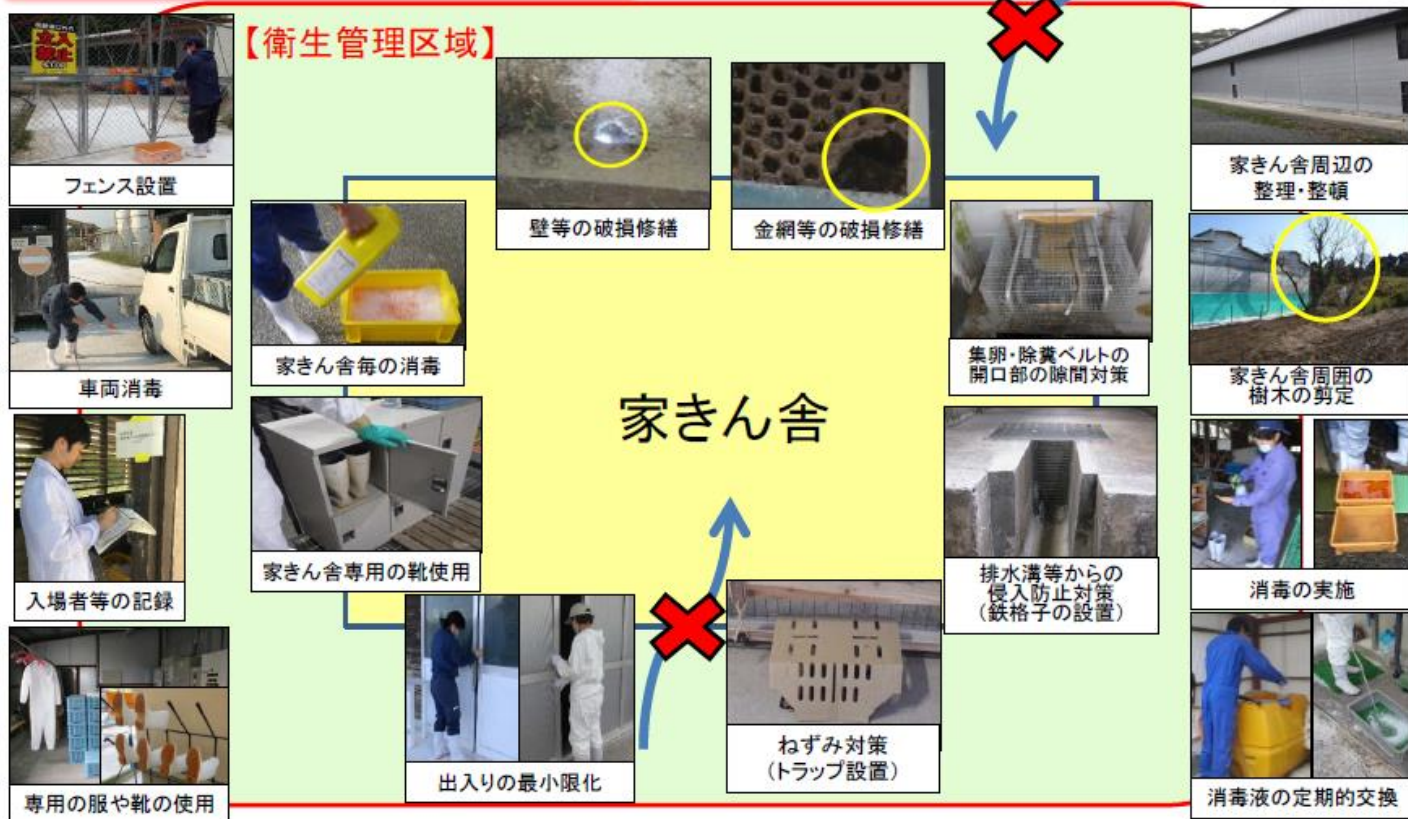 【衛生管理区域】
立入
禁止
フェンス設置
壁等の破損修繕
金網等の破損修繕
家きん舎周辺の
整理・整頓
車両消毒
家きん舎毎の消毒
家きん舎
集卵・除糞ベルトの
開口部の隙間対策
家きん舎周囲の
樹木の剪定
入場者等の記録
家きん舎専用の靴使用
排水溝等からの
侵入防止対策
(鉄格子の設置)
消毒の実施
専用の服や靴の使用
出入りの最小限化
ねずみ対策
(トラップ設置)
消毒液の定期的交換